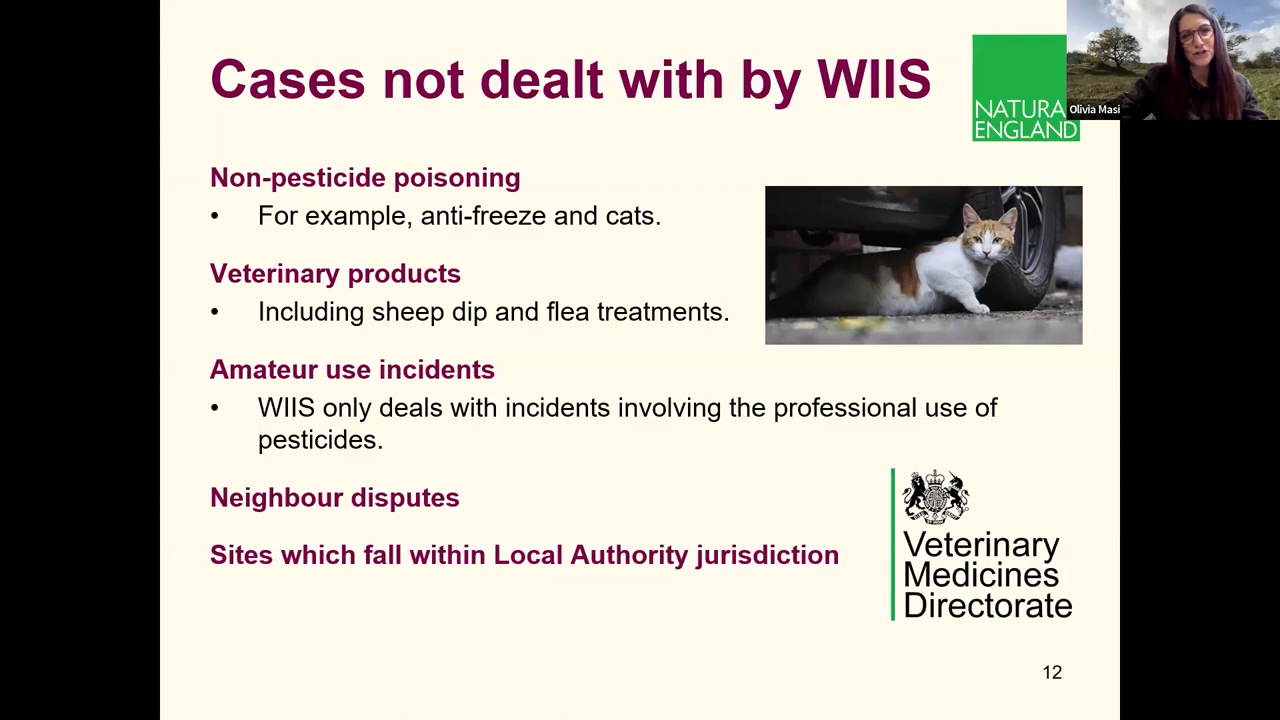 Cases not dealt with by WIIS
NATURA
ENGLAND
Olivia Masi
Non-pesticide poisoning
• For example, anti-freeze and cats.
Veterinary products
• Including sheep dip and flea treatments.
Amateur use incidents
• WIIS only deals with incidents involving the professional use of
pesticides.
Neighbour disputes
Sites which fall within Local Authority jurisdiction
Veterinary
Medicines
Directorate
12